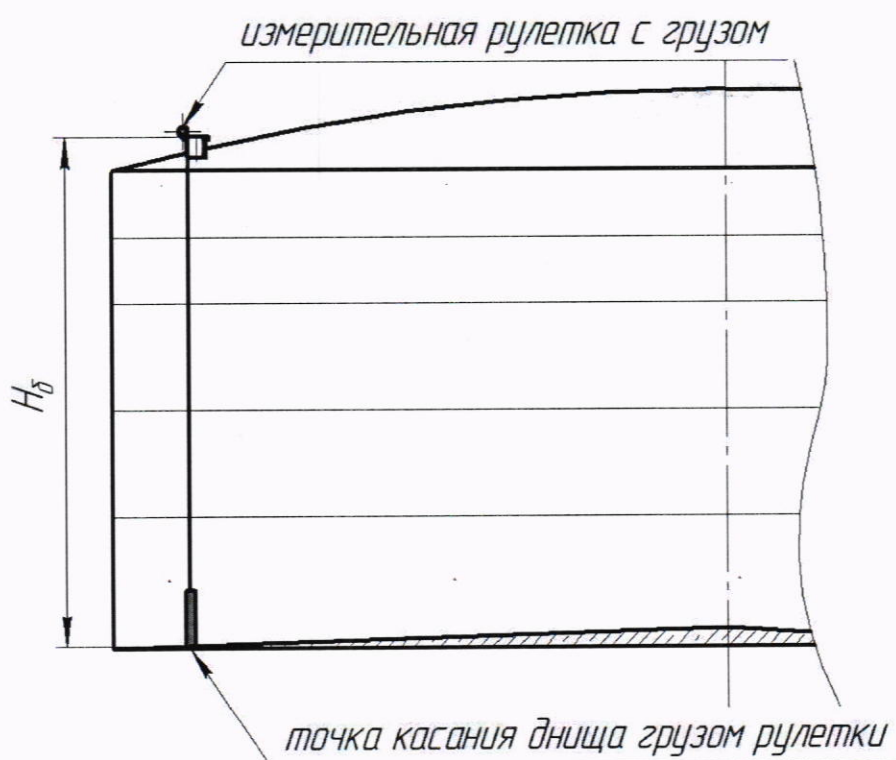 измерительная рулетка с грузом
Hб
точка касания днища грузом рулетки